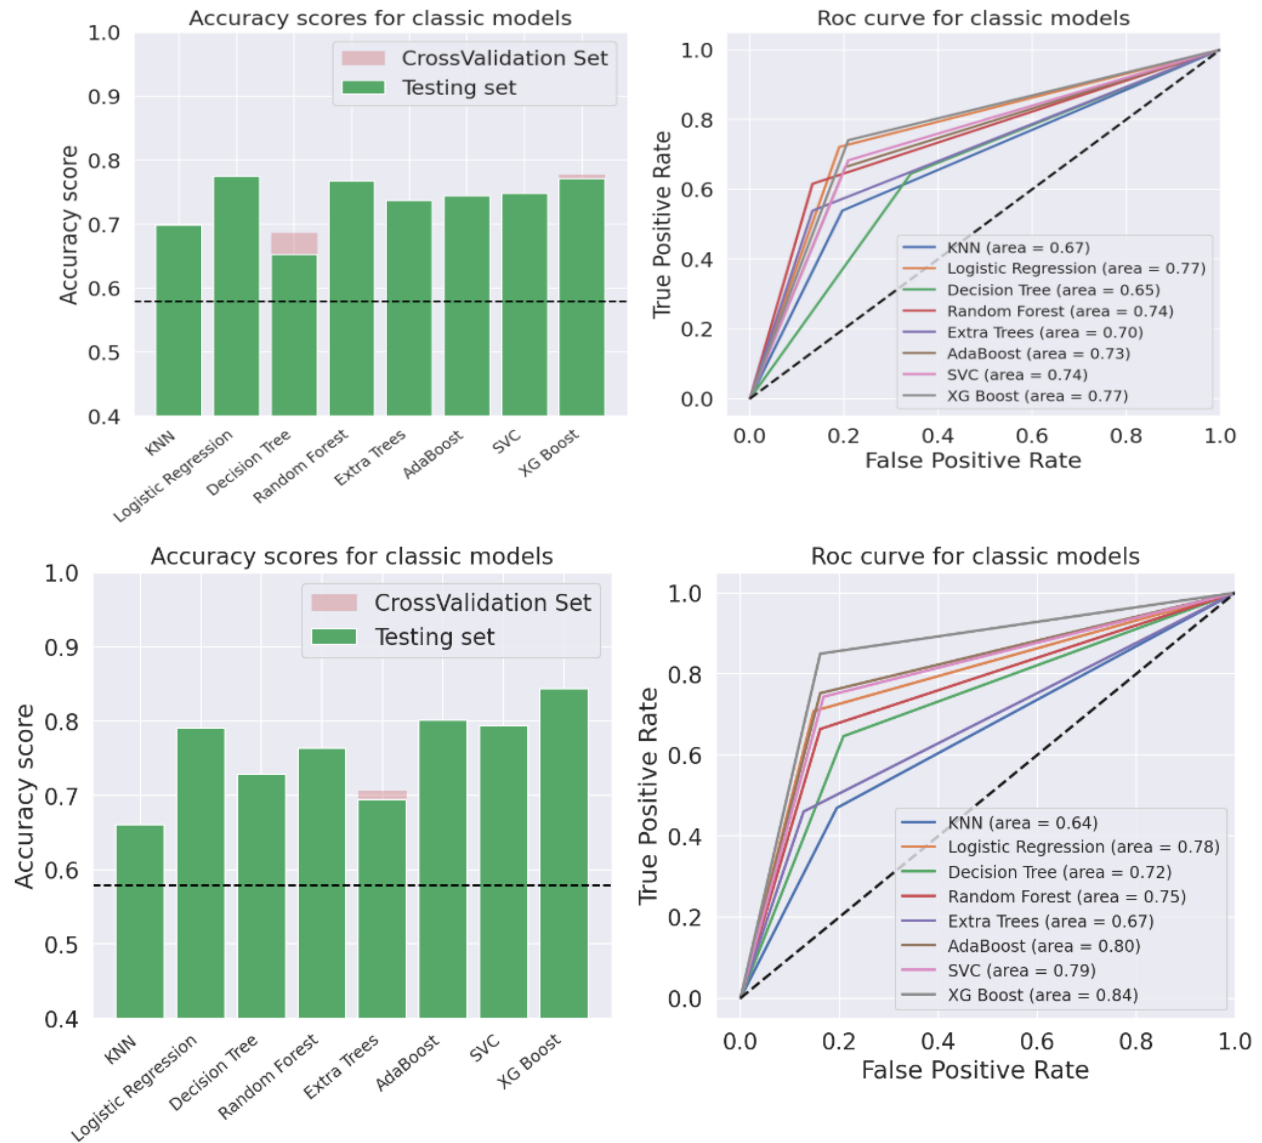 Accuracy scores for classic models
1.0
0.9
0.8
0.7
0.6
0.5
0.4
Accuracy score
CrossValidation Set
Testing set
KNN
Logistic Regression
Decision Tree
Random Forest
Extra Trees
AdaBoost
SVC
XG Boost
Roc curve for classic models
1.0
0.8
0.6
0.4
0.2
0.0
True Positive Rate
KNN (area = 0.67)
Logistic Regression (area = 0.77)
Decision Tree (area = 0.65)
Random Forest (area = 0.74)
Extra Trees (area = 0.70)
AdaBoost (area = 0.73)
SVC (area = 0.74)
XG Boost (area = 0.77)
0.0 0.2 0.4 0.6 0.8 1.0
False Positive Rate
Accuracy scores for classic models
1.0
0.9
0.8
0.7
0.6
0.5
0.4
Accuracy score
CrossValidation Set
Testing set
KNN
Logistic Regression
Decision Tree
Random Forest
Extra Trees
AdaBoost
SVC
XG Boost
Roc curve for classic models
1.0
0.8
0.6
0.4
0.2
0.0
True Positive Rate
KNN (area = 0.64)
Logistic Regression (area = 0.78)
Decision Tree (area = 0.72)
Random Forest (area = 0.75)
Extra Trees (area = 0.67)
AdaBoost (area = 0.80)
SVC (area = 0.79)
XG Boost (area = 0.84)
0.0 0.2 0.4 0.6 0.8 1.0
False Positive Rate